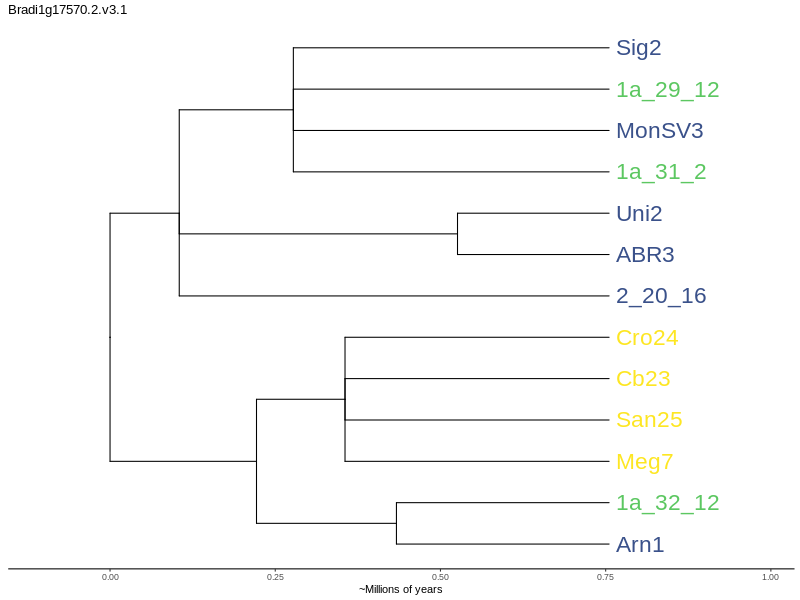 Bradi1g17570.2.v3.1
Sig2
1a_29_12
MonSV3
1a_31_2
Uni2
ABR3
2_20_16
Cro24
Cb23
San25
Meg7
1a_32_12
Arn1
0.00 0.25 0.50 0.75 1.00
~Millions of years